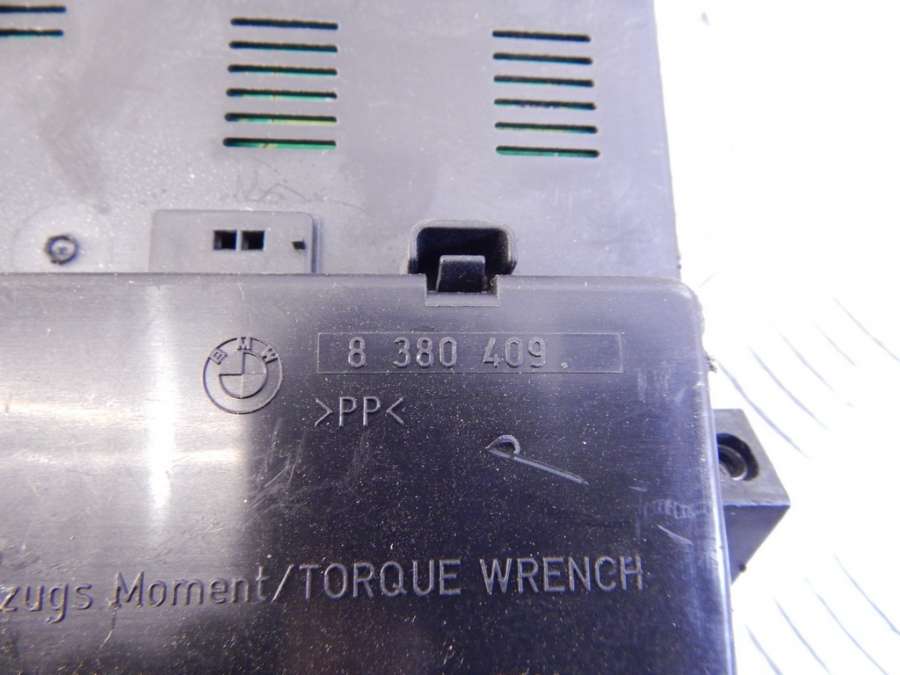 BMW
8 380 409.
>PP<
zugs Moment/TORQUE WRENCH